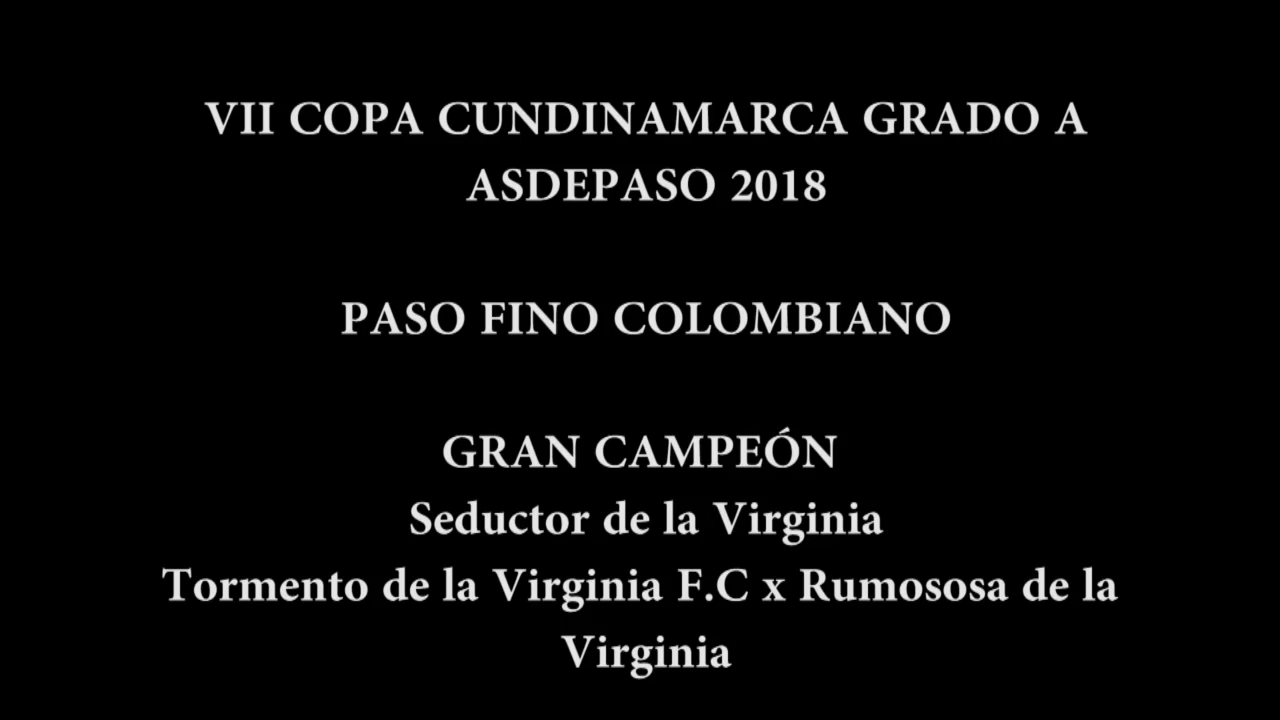 VII COPA CUNDINAMARCA GRADO A
ASDEPASO 2018
PASO FINO COLOMBIANO
GRAN CAMPEÓN
Seductor de la Virginia
Tormento de la Virginia F.C x Rumososa de la
Virginia